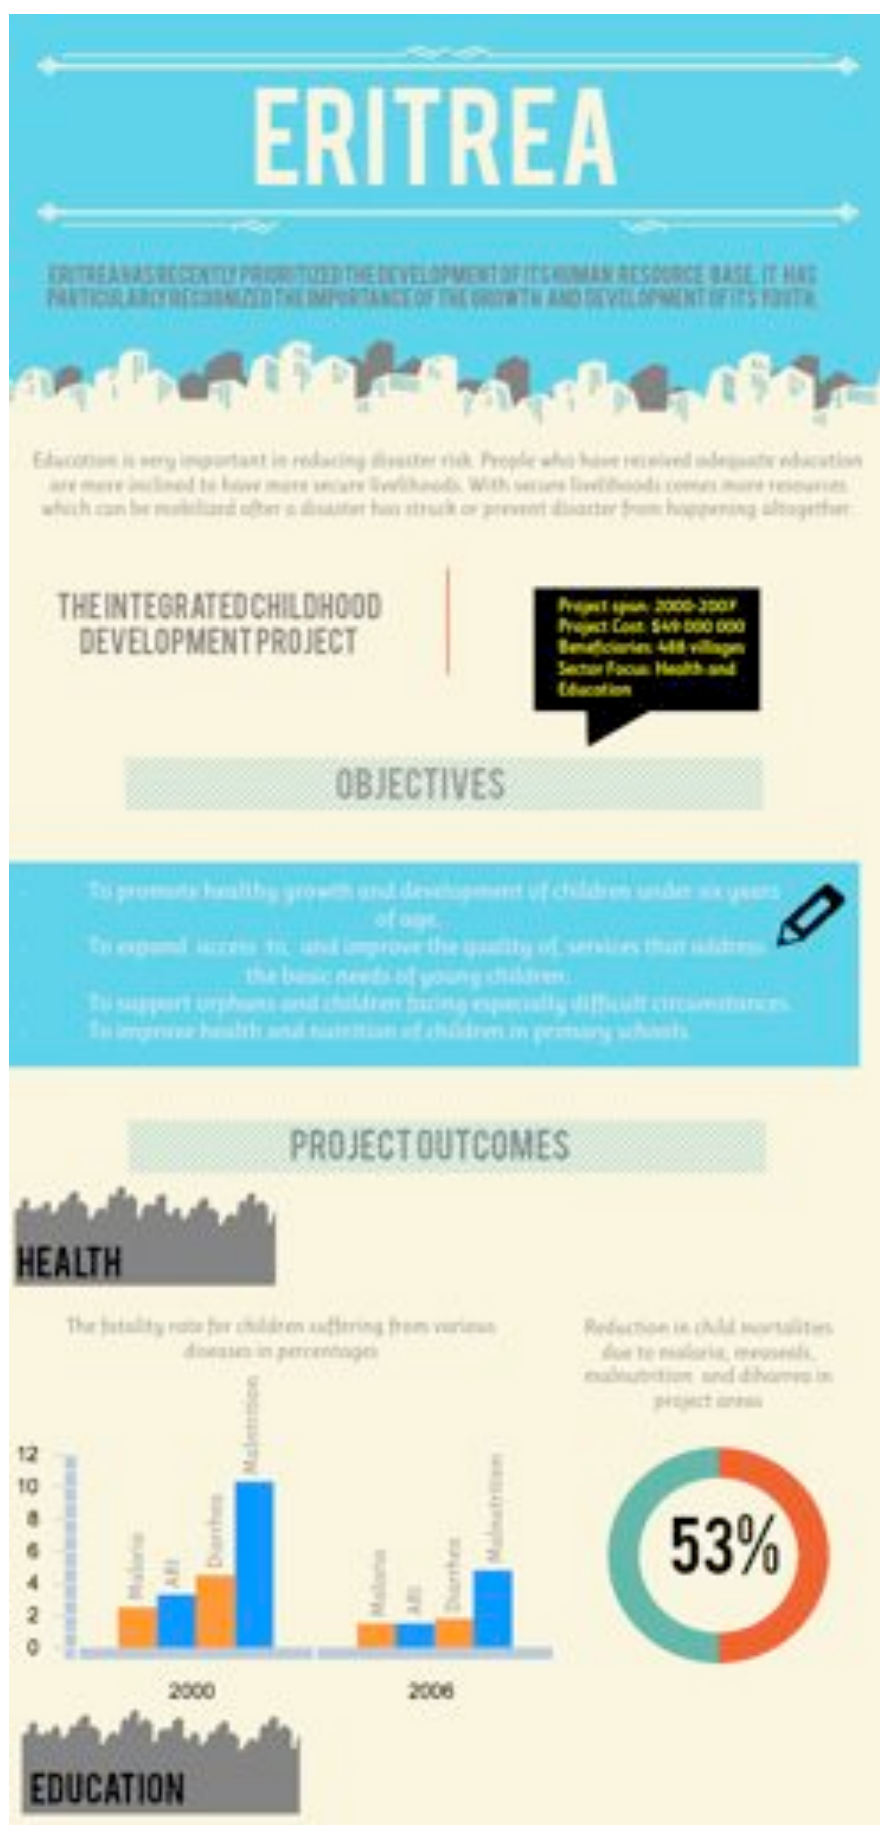 ERITREA
ERITREA HAS RECENTLY PRIORITIZED THE DEVELOPMENT OF ITS HUMAN RESOURCE BASE. IT HAS
PARTICULARLY RECOGNIZED THE IMPORTANCE OF THE GROWTH AND DEVELOPMENT OF ITS YOUTH.
Education is very important in reducing disaster risk. People who have received adequate education
are more inclined to have more secure livelihoods. With secure livelihoods comes more resources
which can be mobilized after a disaster has struck or prevent disaster from happening altogether.
THE INTEGRATED CHILDHOOD
DEVELOPMENT PROJECT
Project span: 2000-2007
Project Cost: $49 000 000
Beneficiaries: 488 villages
Sector Focus: Health and
Education
OBJECTIVES
- To promote healthy growth and development of children under six years
of age,
- To expand access to, and improve the quality of, services that address
the basic needs of young children;
- To support orphans and children facing especially difficult circumstances
- To improve health and nutrition of children in primary schools
PROJECT OUTCOMES
HEALTH
The fatality rate for children suffering from various
diseases in percentages
Reduction in child mortalities
due to malaria, meusels,
malnutrition and dihorrea in
project areas
12
10
8
6
4
2
0
Malaria
ARI
Diarrhea
Malnutrition
Malaria
ARI
Diarrhea
Malnutrition
2000
2006
53%
EDUCATION